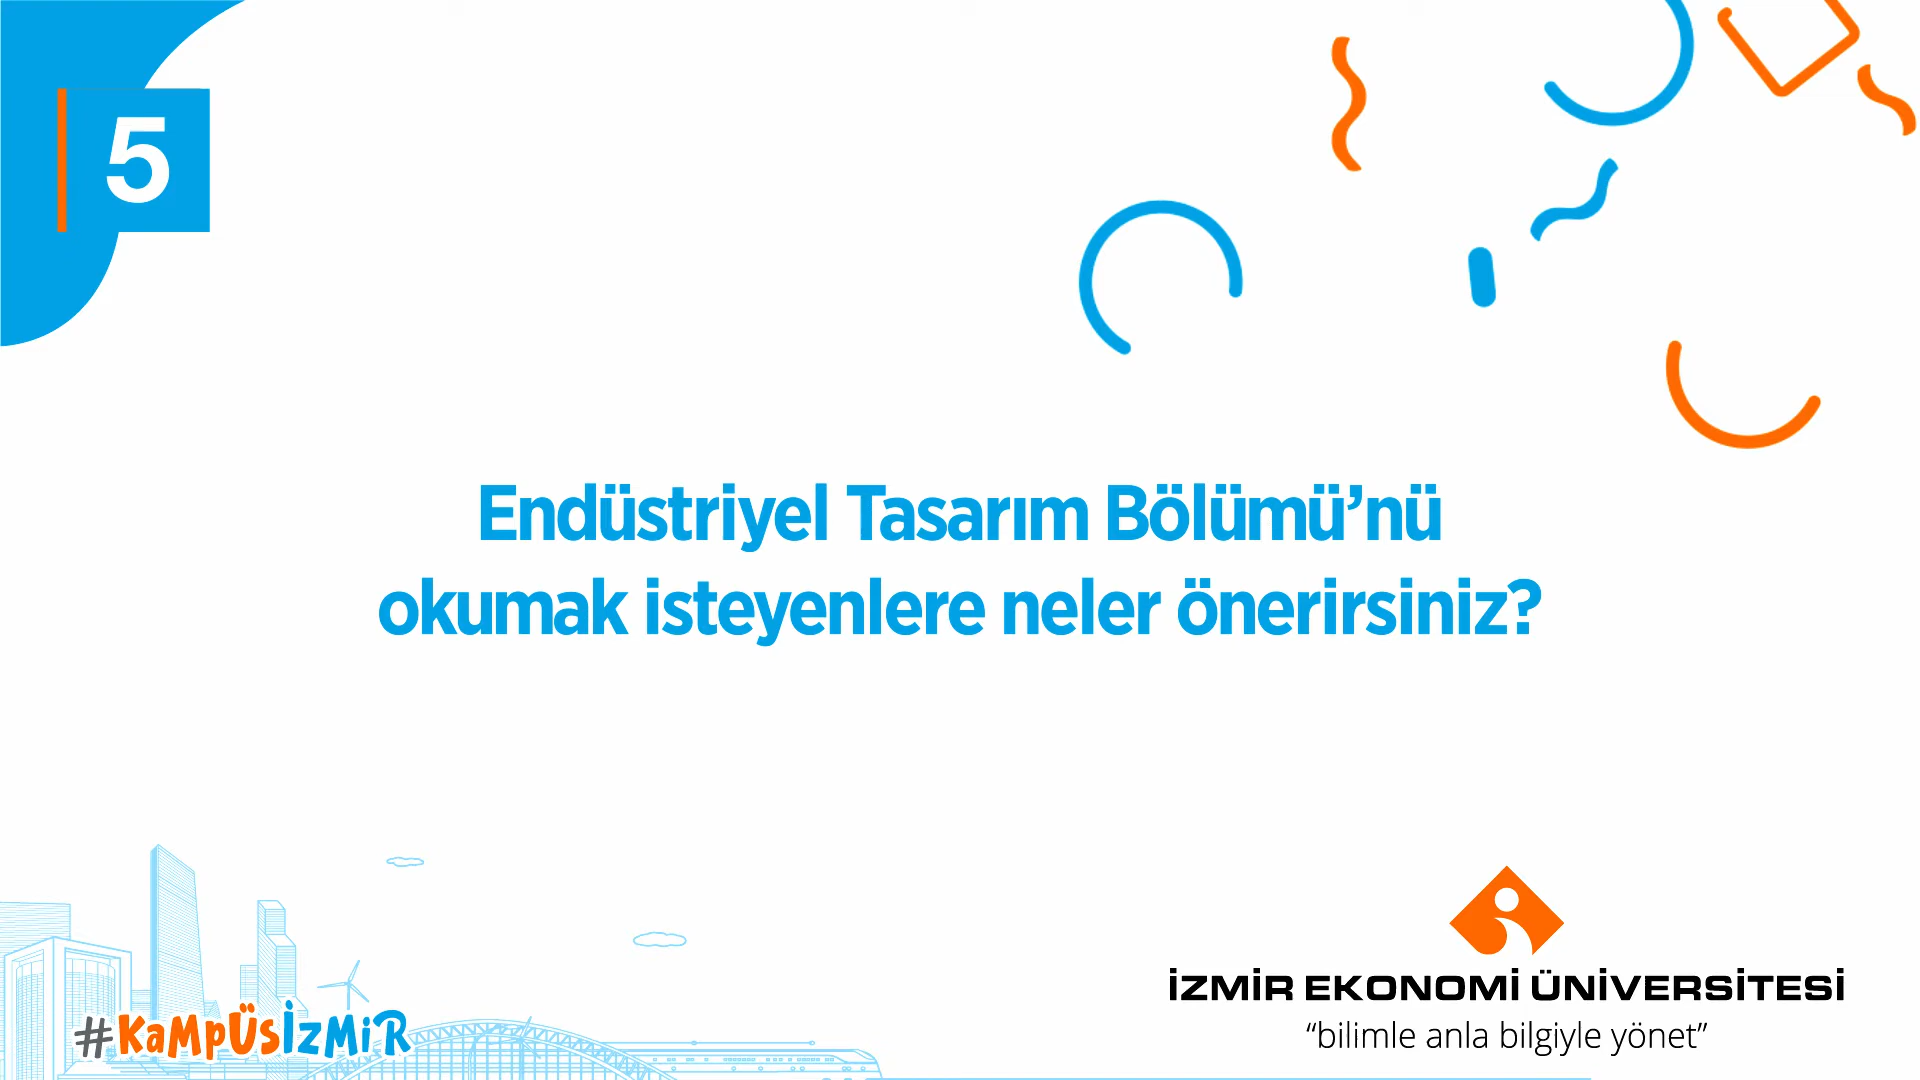 5
Endüstriyel Tasarım Bölümü’nü
okumak isteyenlere neler önerirsiniz?
#KaMPÜSİZMiR
İZMİR EKONOMİ ÜNİVERSİTESİ
“bilimle anla bilgiyle yönet”